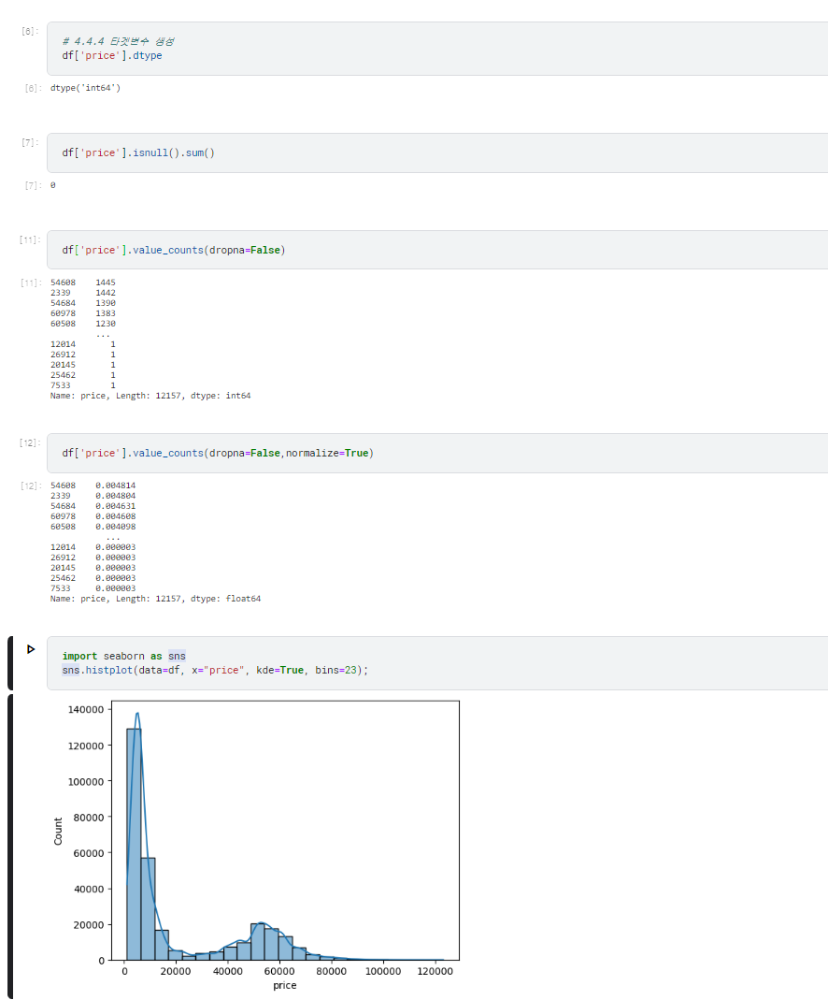 [6]:
# 4.4.4 타겟변수 생성
df['price'].dtype
[6]: dtype('int64')
[7]:
df['price'].isnull().sum()
[7]: 0
[11]:
df['price'].value_counts(dropna=False)
[11]: 54608 1445
2339 1442
54684 1390
60978 1383
60508 1230
...
12014 1
26912 1
20145 1
25462 1
7533 1
Name: price, Length: 12157, dtype: int64
[12]:
df['price'].value_counts(dropna=False,normalize=True)
[12]: 54608 0.004814
2339 0.004804
54684 0.004631
60978 0.004608
60508 0.004098
...
12014 0.000003
26912 0.000003
20145 0.000003
25462 0.000003
7533 0.000003
Name: price, Length: 12157, dtype: float64
import seaborn as sns
sns.histplot(data=df, x="price", kde=True, bins=23);
140000
120000
100000
80000
60000
40000
20000
0
Count
0 20000 40000 60000 80000 100000 120000
price